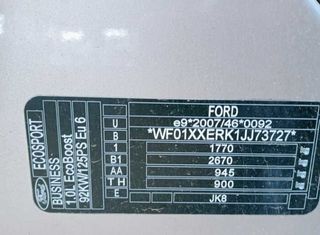 FORD
U e9*2007/46*0092
B *WF01XXERK1JJ73727*
1 1770
B1 2670
AA 945
T H 900
E JK8
Ford
ECOSPORT
BUSINESS
1.0L EcoBoost
92KW/125PS Eu 6